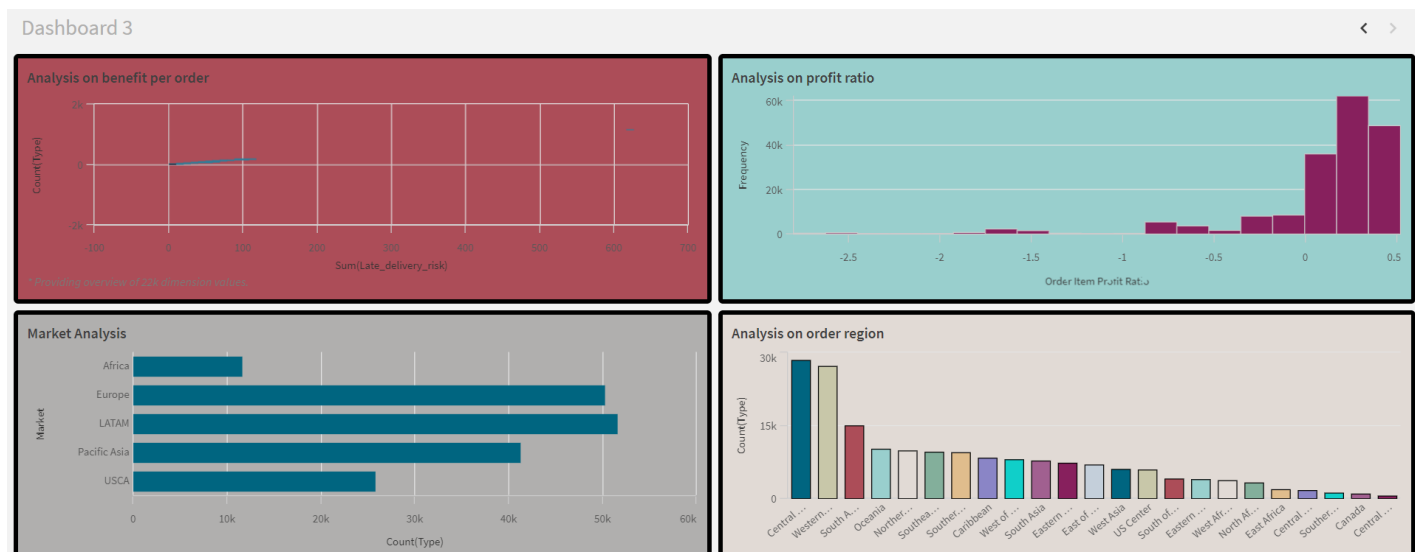 Dashboard 3
Analysis on benefit per order
2k
0
-2k
Count(Type)
-100 0 100 200 300 400 500 600 700
Sum(Late_delivery_risk)
* Providing overview of 21k dimension values.
Analysis on profit ratio
60k
40k
20k
0
Frequency
-2.5 -2 -1.5 -1 -0.5 0 0.5
Order Item Profit Ratio
Market Analysis
Market
Africa
Europe
LATAM
Pacific Asia
USCA
0 10k 20k 30k 40k 50k 60k
Count(Type)
Analysis on order region
30k
15k
0
Count(Type)
Central ... Western... South A... Oceania Norther... Southea... Souther... Caribbean West of ... South Asia Eastern ... East of ... West Asia US Center South of... Eastern ... West Afr... North Af... East Africa Central ... Souther... Canada Central ...